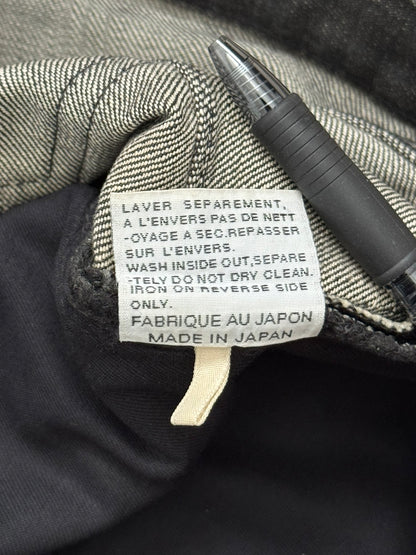 LAVER SEPAREMENT,
A L'ENVERS PAS DE NETT
-OYAGE A SEC.REPASSER
SUR L'ENVERS.
WASH INSIDE OUT,SEPARE
-TELY DO NOT DRY CLEAN.
IRON ON REVERSE SIDE
ONLY.
FABRIQUE AU JAPON
MADE IN JAPAN